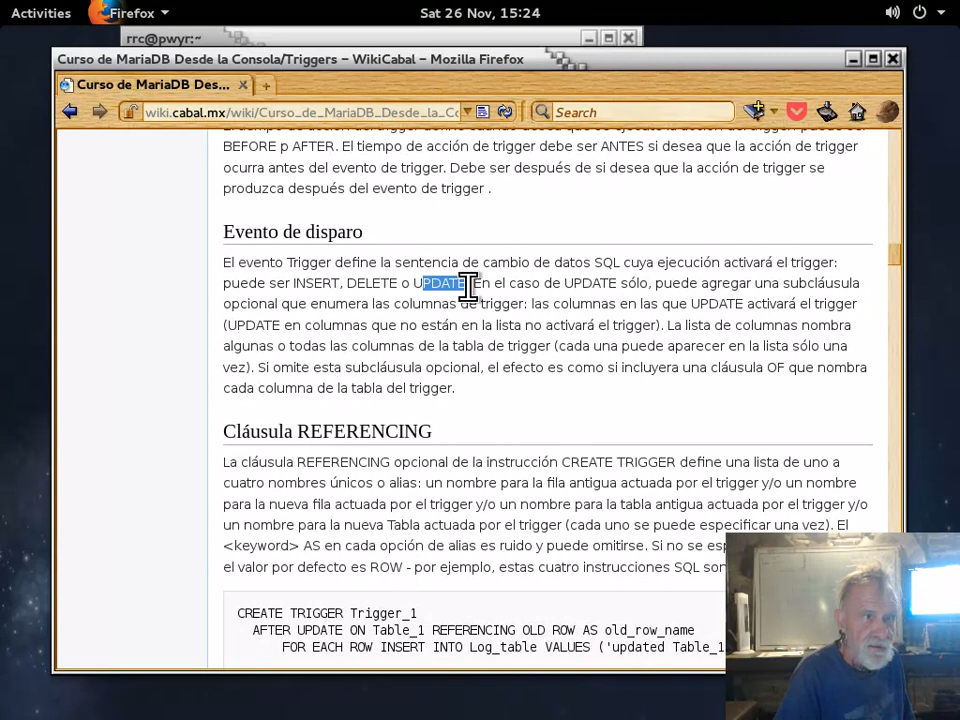 Activities
Firefox
Sat 26 Nov, 15:24
rrc@pwyr:~
Curso de MariaDB Desde la Consola/Triggers – WikiCabal – Mozilla Firefox
Curso de MariaDB Des...
wiki.cabal.mx/wiki/Curso_de_MariaDB_Desde_la_Co
Search
BEFORE p AFTER. El tiempo de acción de trigger debe ser ANTES si desea que la acción de trigger
ocurra antes del evento de trigger. Debe ser después de si desea que la acción de trigger se
produzca después del evento de trigger .
Evento de disparo
El evento Trigger define la sentencia de cambio de datos SQL cuya ejecución activará el trigger:
puede ser INSERT, DELETE o UPDATE. En el caso de UPDATE sólo, puede agregar una subcláusula
opcional que enumera las columnas de trigger: las columnas en las que UPDATE activará el trigger
(UPDATE en columnas que no están en la lista no activará el trigger). La lista de columnas nombra
algunas o todas las columnas de la tabla de trigger (cada una puede aparecer en la lista sólo una
vez). Si omite esta subcláusula opcional, el efecto es como si incluyera una cláusula OF que nombra
cada columna de la tabla del trigger.
Cláusula REFERENCING
La cláusula REFERENCING opcional de la instrucción CREATE TRIGGER define una lista de uno a
cuatro nombres únicos o alias: un nombre para la fila antigua actuada por el trigger y/o un nombre
para la nueva fila actuada por el trigger y/o un nombre para la tabla antigua actuada por el trigger y/o
un nombre para la nueva Tabla actuada por el trigger (cada uno se puede especificar una vez). El
<keyword> AS en cada opción de alias es ruido y puede omitirse. Si no se esp
el valor por defecto es ROW - por ejemplo, estas cuatro instrucciones SQL son
CREATE TRIGGER Trigger_1
AFTER UPDATE ON Table_1 REFERENCING OLD ROW AS old_row_name
FOR EACH ROW INSERT INTO Log_table VALUES ('updated Table_1